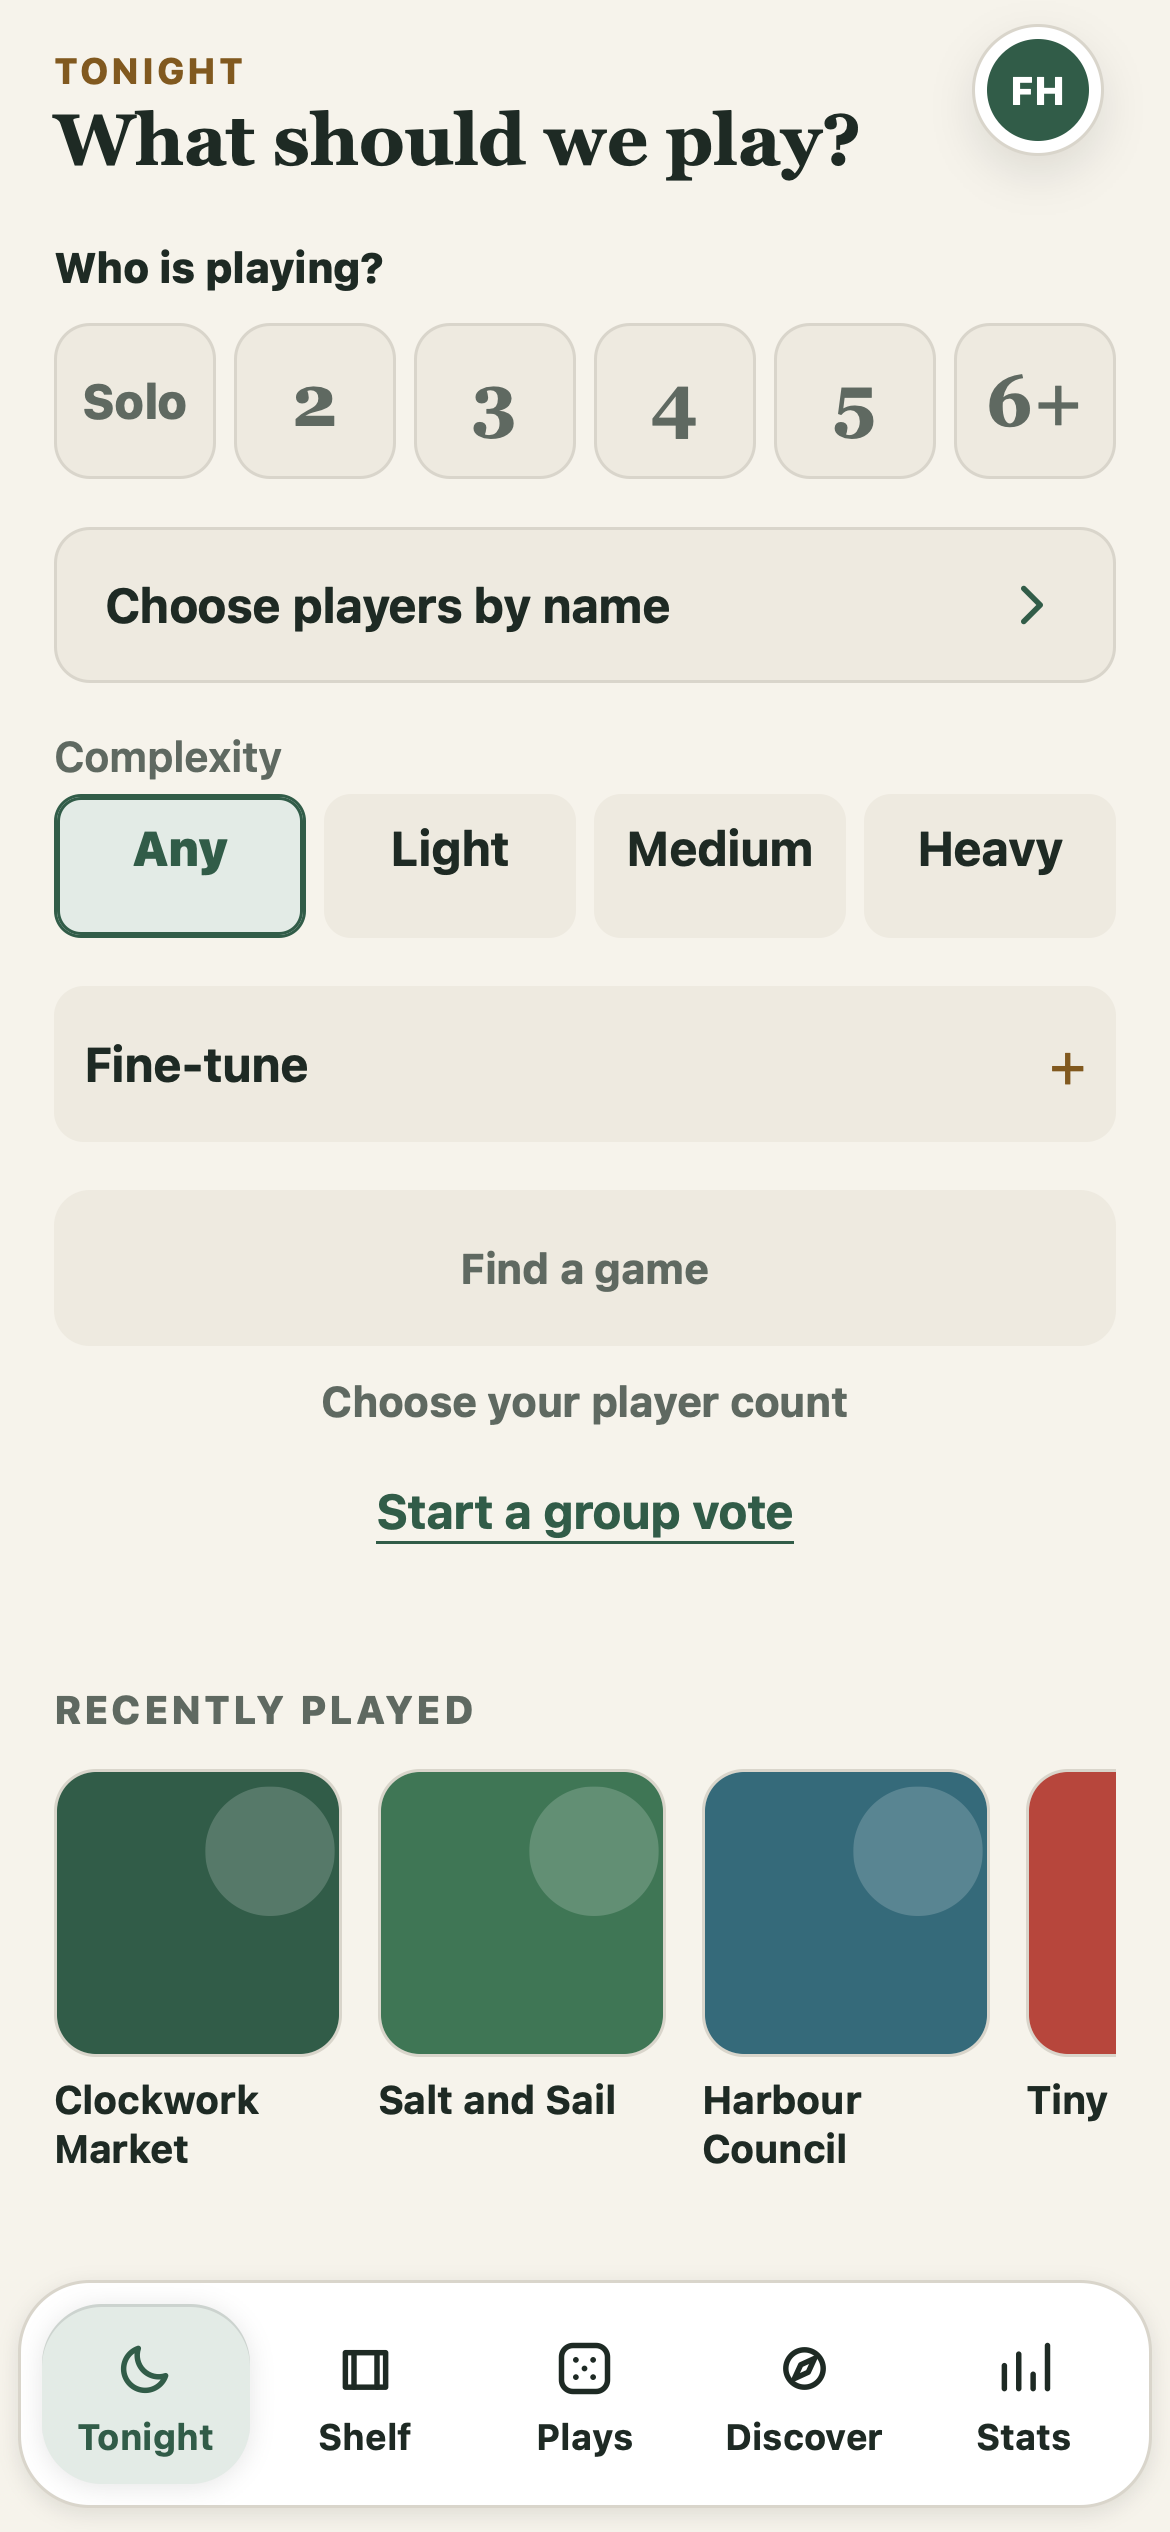 TONIGHT
What should we play?
FH
Who is playing?
Solo
2
3
4
5
6+
Choose players by name
Complexity
Any
Light
Medium
Heavy
Fine-tune
+
Find a game
Choose your player count
Start a group vote
RECENTLY PLAYED
Clockwork
Market
Salt and Sail
Harbour
Council
Tiny
Tonight
Shelf
Plays
Discover
Stats